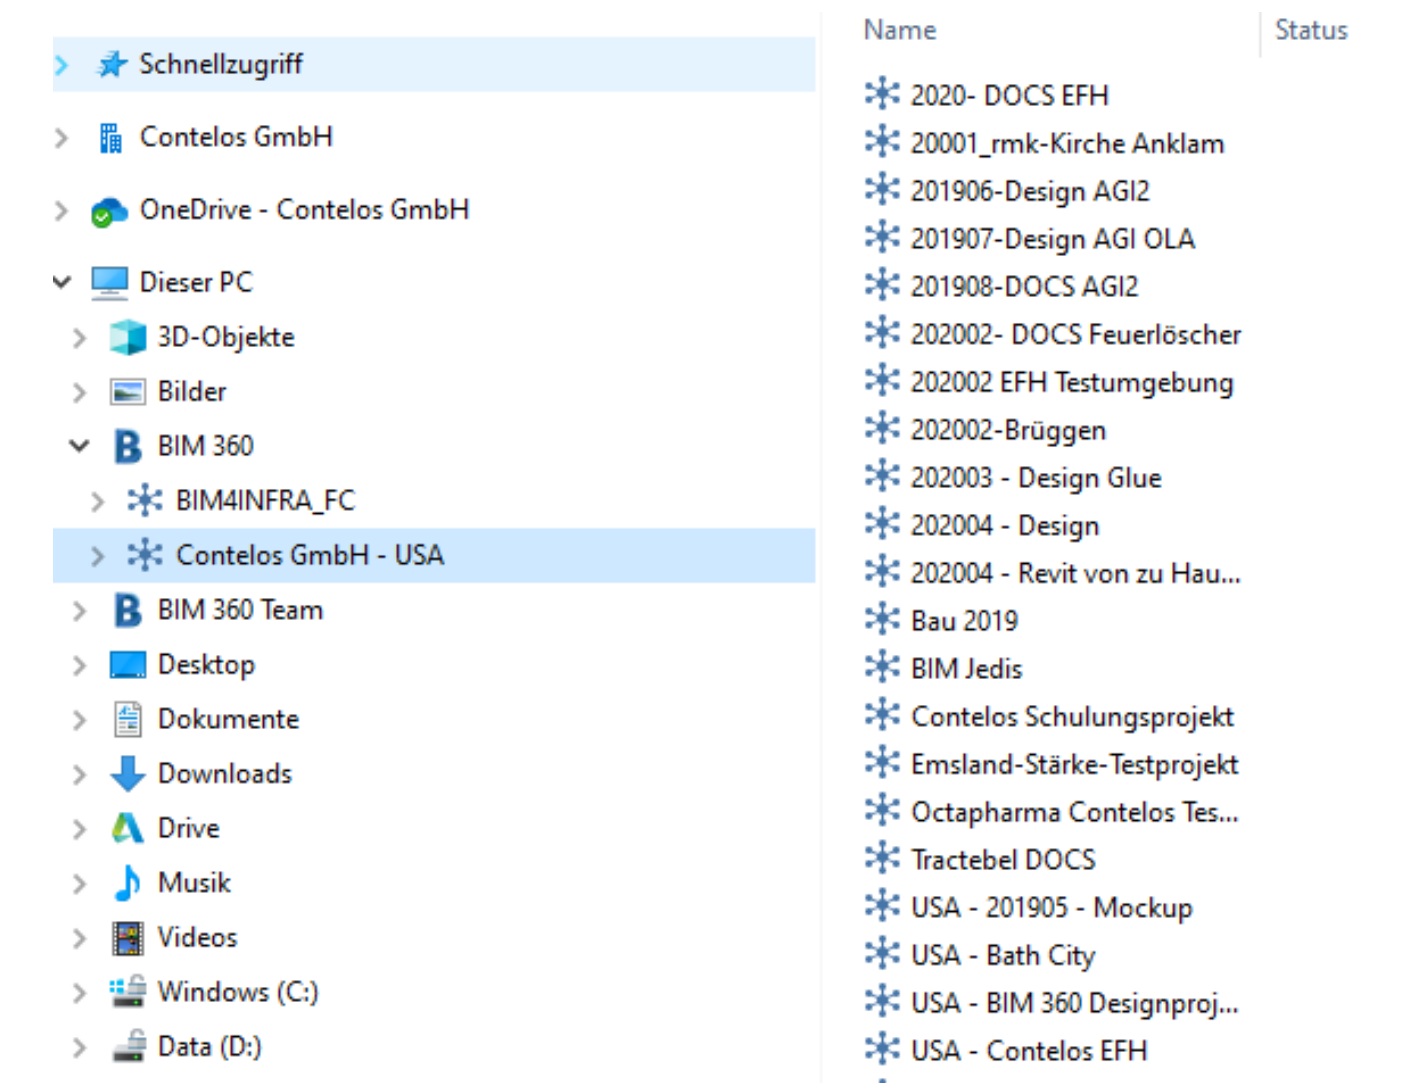 Schnellzugriff
Contelos GmbH
OneDrive - Contelos GmbH
Dieser PC
3D-Objekte
Bilder
BIM 360
BIM4INFRA_FC
Contelos GmbH - USA
BIM 360 Team
Desktop
Dokumente
Downloads
Drive
Musik
Videos
Windows (C:)
Data (D:)
Name
Status
2020- DOCS EFH
20001_rmk-Kirche Anklam
201906-Design AGI2
201907-Design AGI OLA
201908-DOCS AGI2
202002- DOCS Feuerlöscher
202002 EFH Testumgebung
202002-Brüggen
202003 - Design Glue
202004 - Design
202004 - Revit von zu Hau...
Bau 2019
BIM Jedis
Contelos Schulungsprojekt
Emsland-Stärke-Testprojekt
Octapharma Contelos Tes...
Tractebel DOCS
USA - 201905 - Mockup
USA - Bath City
USA - BIM 360 Designproj...
USA - Contelos EFH